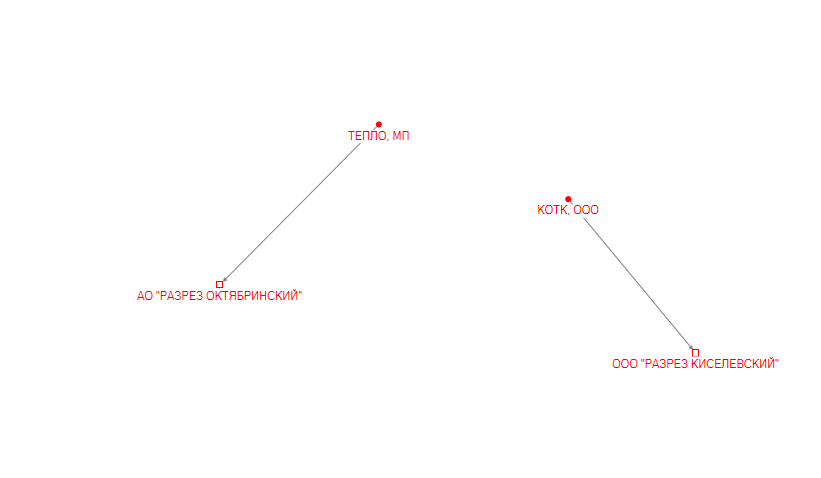 ТЕПЛО, МП
КОТК, ООО
АО "РАЗРЕЗ ОКТЯБРИНСКИЙ"
ООО "РАЗРЕЗ КИСЕЛЕВСКИЙ"